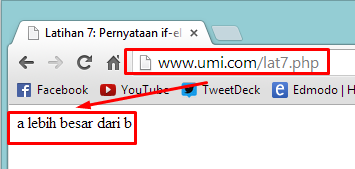 Latihan 7: Pernyataan if-el
www.umi.com/lat7.php
Facebook YouTube TweetDeck Edmodo | H
a lebih besar dari b